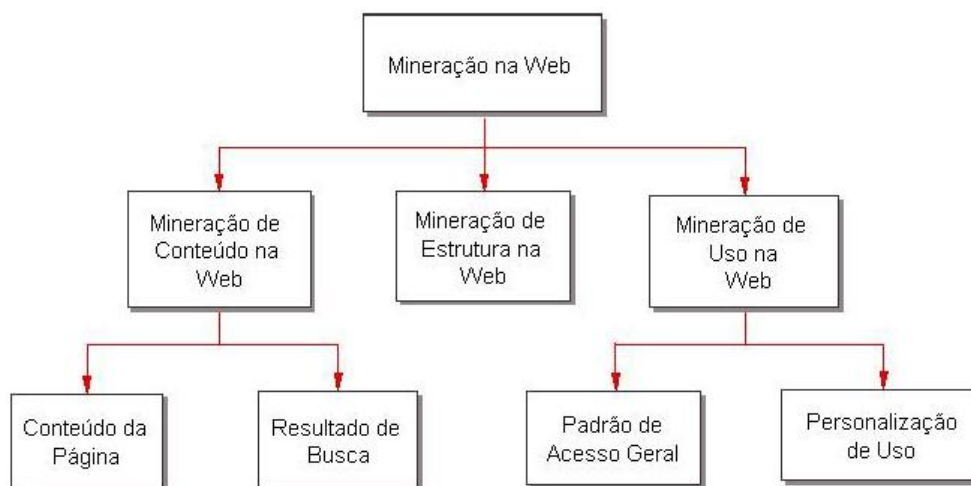 Mineração na Web
Mineração de
Conteúdo na
Web
Mineração de
Estrutura na
Web
Mineração de
Uso na
Web
Conteúdo da
Página
Resultado de
Busca
Padrão de
Acesso Geral
Personalização
de Uso